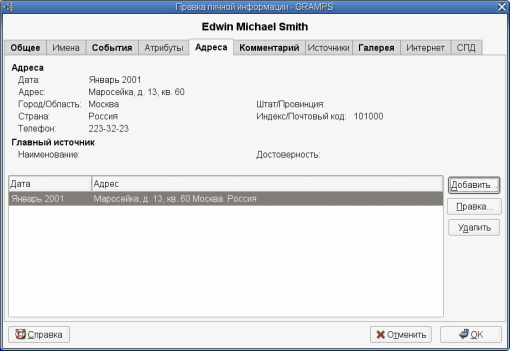 Правка личной информации - GRAMPS
Edwin Michael Smith
Общее Имена События Атрибуты Адреса Комментарий Источники Галерея Интернет СПД
Адреса
Дата: Январь 2001
Адрес: Маросейка, д. 13, кв. 60
Город/Область: Москва Штат/Провинция:
Страна: Россия Индекс/Почтовый код: 101000
Телефон: 223-32-23
Главный источник
Наименование: Достоверность:
Дата Адрес
Январь 2001 Маросейка, д. 13, кв. 60 Москва Россия
Добавить...
Правка...
Удалить
Справка Отменить OK